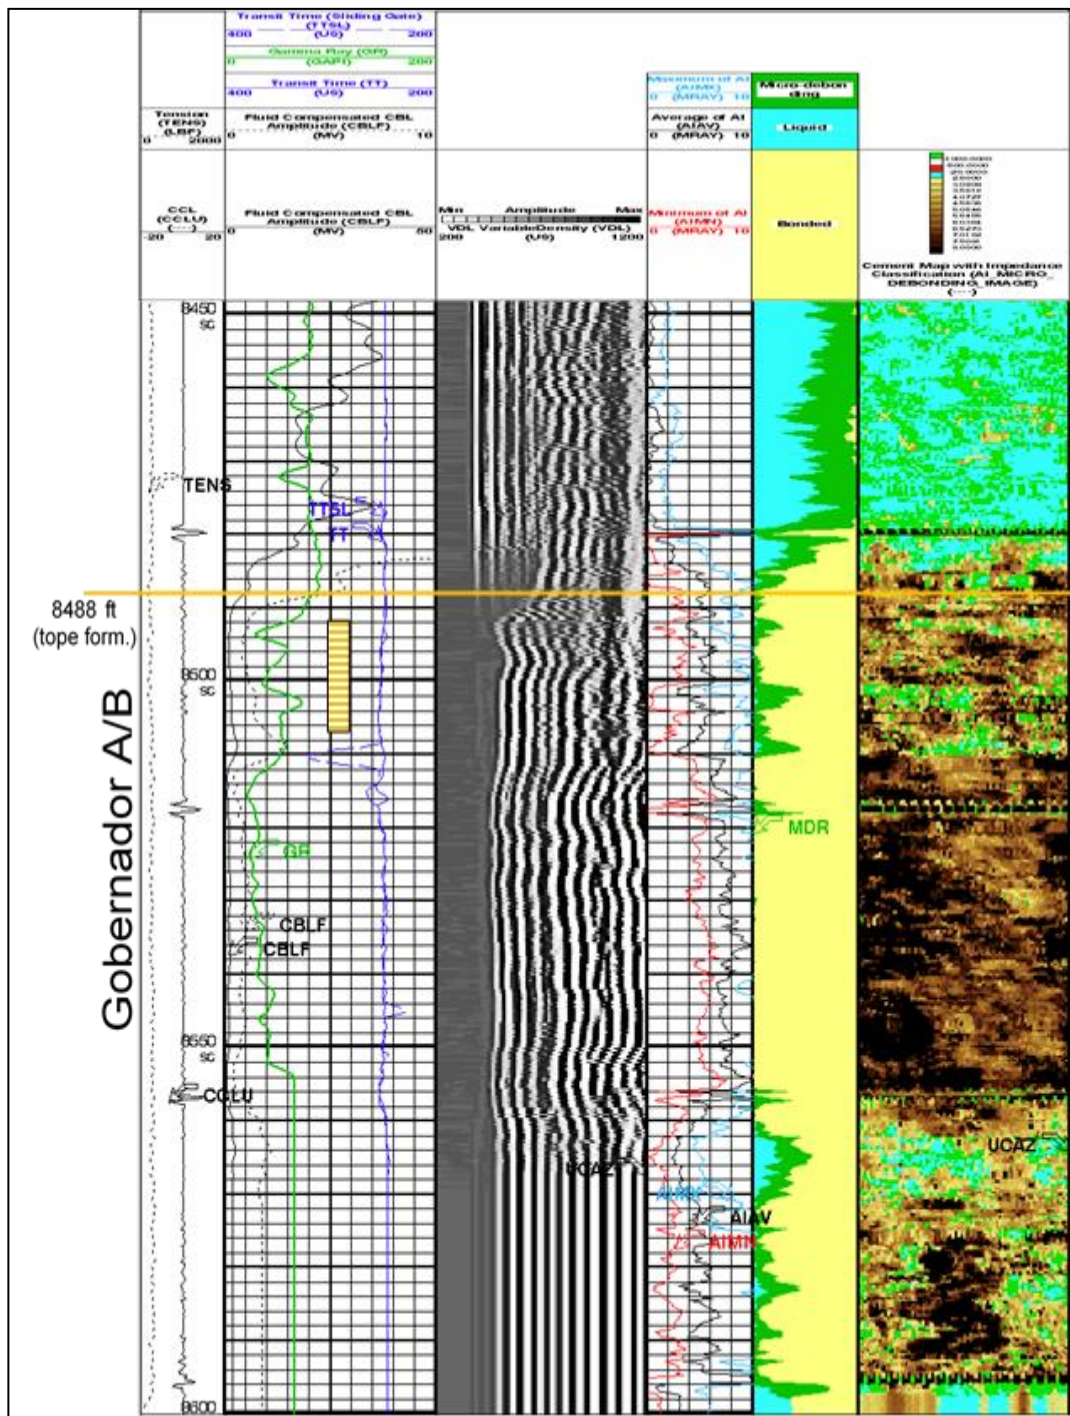 Transit Time (Sliding Gate)
(TTSL)
400 (US) 200
Gamma Ray (GR)
0 (GAPI) 200
Transit Time (TT)
400 (US) 200
Tension
(TENS)
(LBF)
0 2000
Fluid Compensated CBL
Amplitude (CBLF)
0 (MV) 10
Maximum of AI
(AIMX)
0 (MRAY) 10
Average of AI
(AIAV)
0 (MRAY) 10
Micro-debon
ding
Liquid
CCL
(CCLU)
(----)
-20 20
Fluid Compensated CBL
Amplitude (CBLF)
0 (MV) 50
Min Amplitude Max
VDL VariableDensity (VDL)
200 (US) 1200
Minimum of AI
(AIMN)
0 (MRAY) 10
Bonded
Cement Map with Impedance
Classification (AI_MICRO_
DEBONDING_IMAGE)
(----)
8450
SG
TENS
TTSL
TT
8488 ft
(tope form.)
8500
SG
Gobernador A/B
MDR
GR
CBLF
CBLF
8550
SG
CCLU
UCAZ
UCAZ
AIMX
AIAV
AIMN
8600